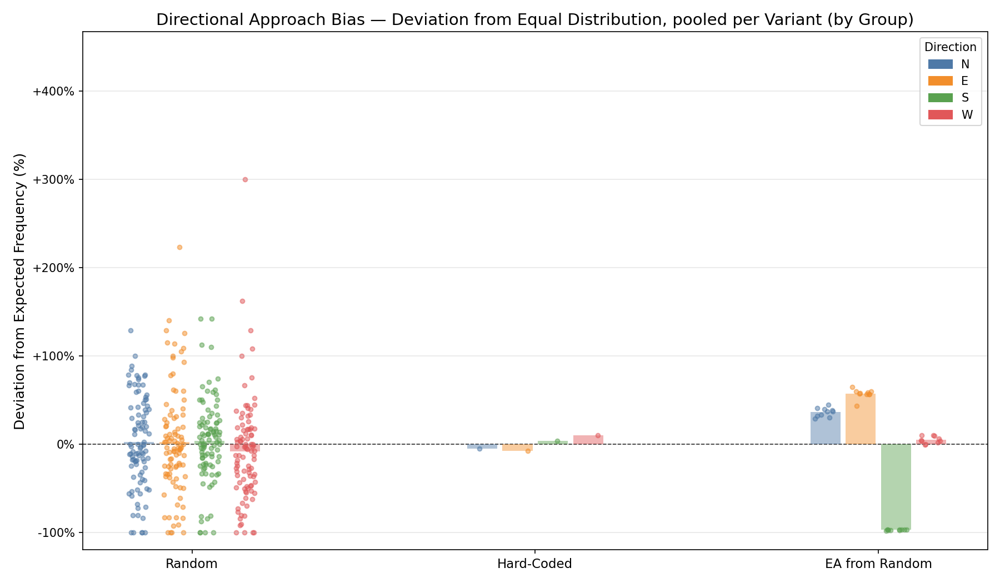 Directional Approach Bias — Deviation from Equal Distribution, pooled per Variant (by Group)
Direction
N
E
S
W
Deviation from Expected Frequency (%)
+400%
+300%
+200%
+100%
0%
-100%
Random
Hard-Coded
EA from Random